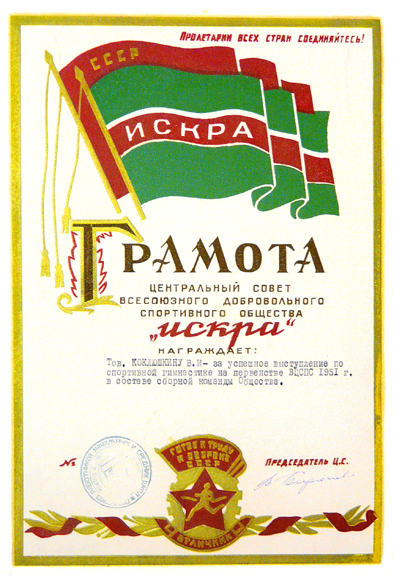 Пролетарии всех стран соединяйтесь!
СССР
ИСКРА
ГРАМОТА
ЦЕНТРАЛЬНЫЙ СОВЕТ
ВСЕСОЮЗНОГО ДОБРОВОЛЬНОГО
СПОРТИВНОГО ОБЩЕСТВА
„искра“
НАГРАЖДАЕТ:
Тов. КОКЛЮШКИНУ В.И- за успешное выступление по
спортивной гимнастике на первенстве ВЦСПС 1951 г.
в составе сборной команды Общества.
№
Председатель Ц.С.
ГОТОВ К ТРУДУ
И ОБОРОНЕ
СССР
ОТЛИЧНИК